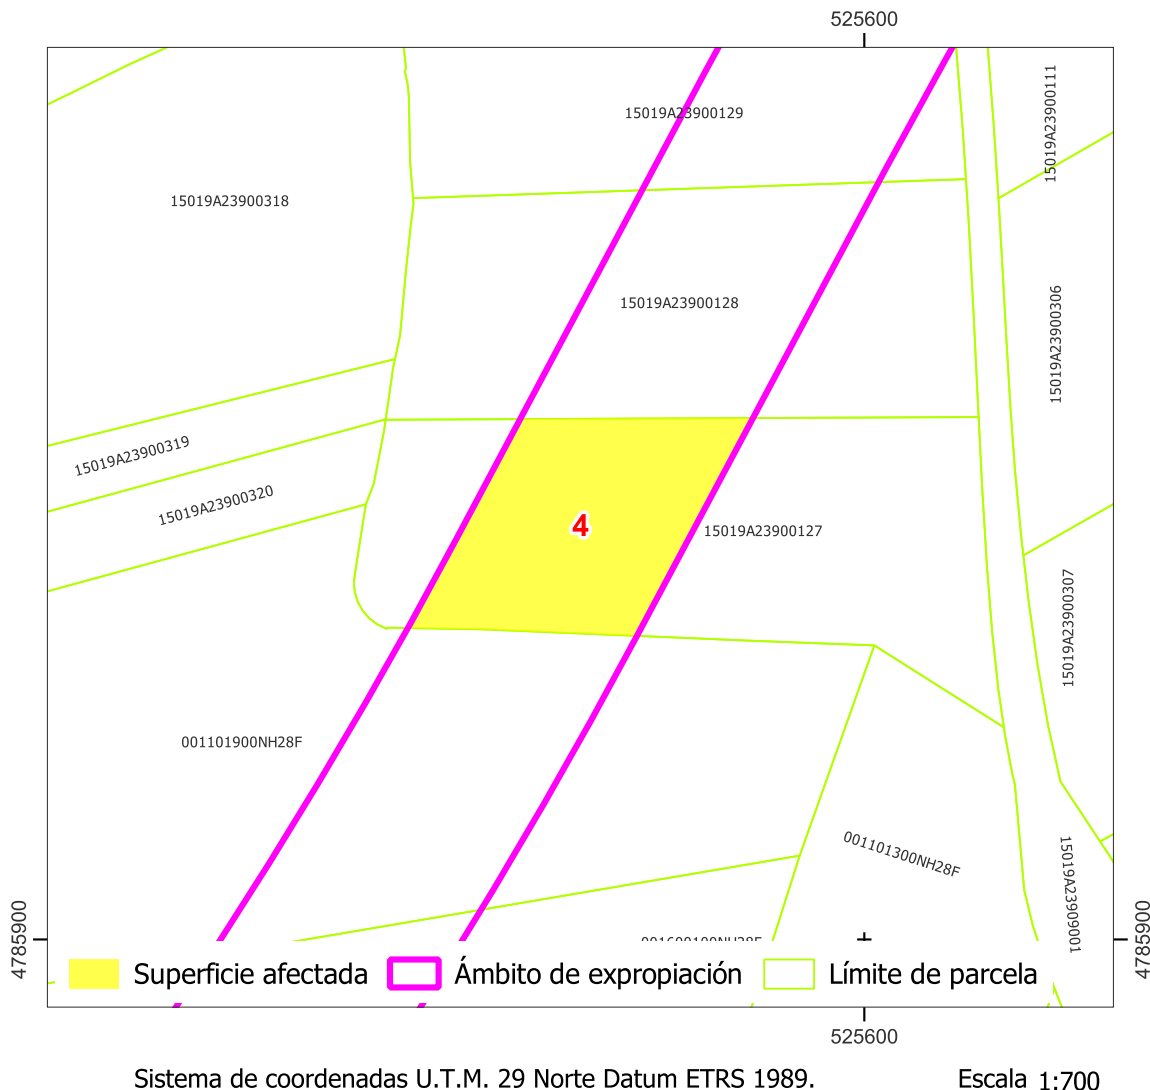 525600
15019A23900111
15019A23900129
15019A23900318
15019A23900128
15019A23900306
15019A23900319
15019A23900320
4
15019A23900127
15019A23900307
001101900NH28F
001101300NH28F
15019A23909001
4785900
4785900
Superficie afectada
Ámbito de expropiación
Límite de parcela
525600
Sistema de coordenadas U.T.M. 29 Norte Datum ETRS 1989.
Escala 1:700